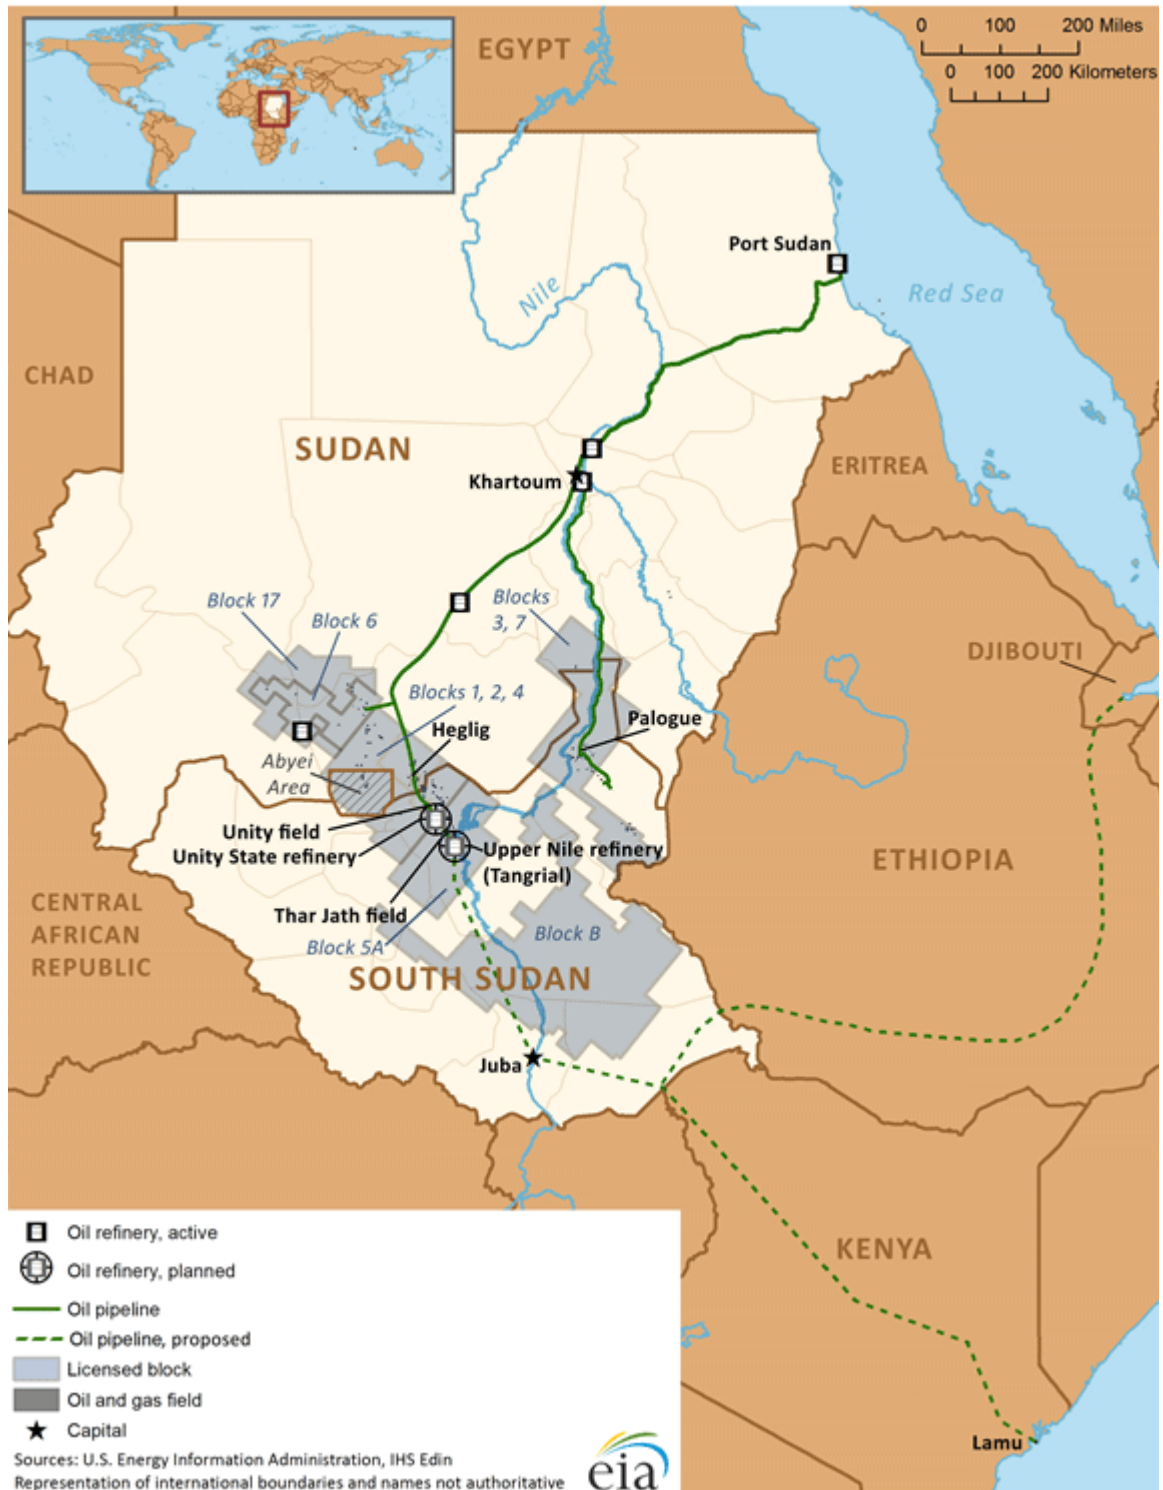 EGYPT
0 100 200 Miles
0 100 200 Kilometers
Port Sudan
Nile
Red Sea
CHAD
SUDAN
Khartoum
ERITREA
Block 17
Block 6
Blocks
3, 7
DJIBOUTI
Blocks 1, 2, 4
Heglig
Palogue
Abyei
Area
Unity field
Unity State refinery
Upper Nile refinery
(Tangrial)
ETHIOPIA
CENTRAL
AFRICAN
REPUBLIC
Thar Jath field
Block 5A
Block B
SOUTH SUDAN
Juba
KENYA
Lamu
Oil refinery, active
Oil refinery, planned
Oil pipeline
Oil pipeline, proposed
Licensed block
Oil and gas field
Capital
Sources: U.S. Energy Information Administration, IHS Edin
Representation of international boundaries and names not authoritative
eia